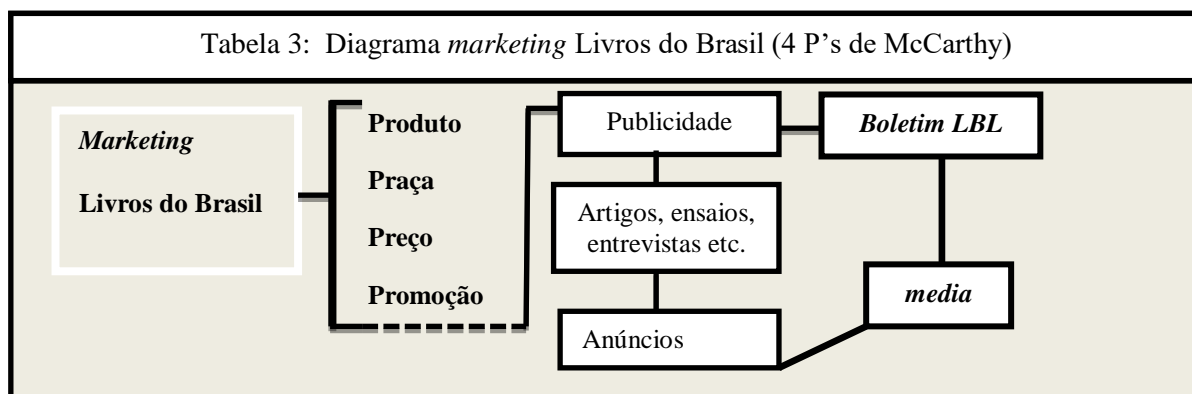 Tabela 3: Diagrama marketing Livros do Brasil (4 P’s de McCarthy)
Marketing
Livros do Brasil
Produto
Praça
Preço
Promoção
Publicidade
Artigos, ensaios,
entrevistas etc.
Anúncios
Boletim LBL
media